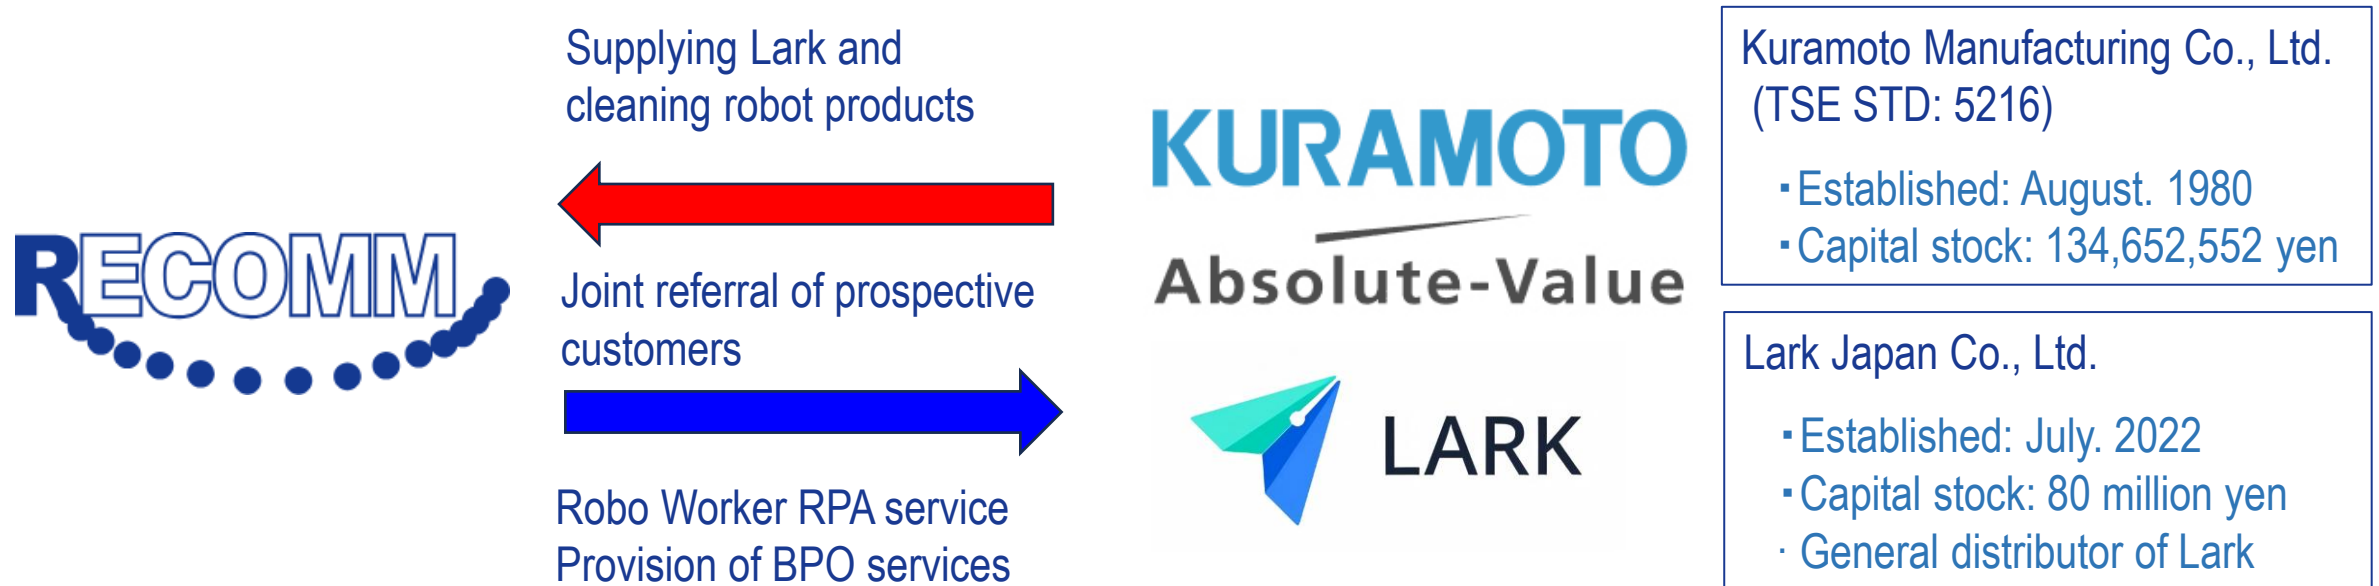 RECOMM
Supplying Lark and
cleaning robot products
Joint referral of prospective
customers
Robo Worker RPA service
Provision of BPO services
KURAMOTO
Absolute-Value
LARK
Kuramoto Manufacturing Co., Ltd.
(TSE STD: 5216)
▪Established: August. 1980
▪Capital stock: 134,652,552 yen
Lark Japan Co., Ltd.
▪Established: July. 2022
▪Capital stock: 80 million yen
· General distributor of Lark